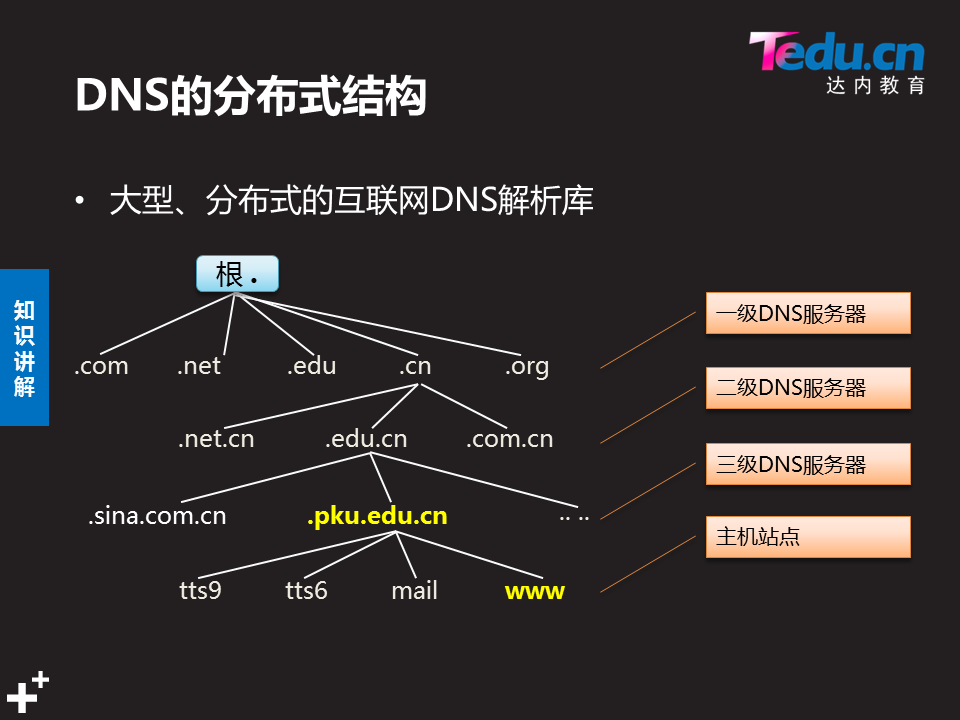 Tedu.cn
达内教育
DNS的分布式结构
• 大型、分布式的互联网DNS解析库
知识讲解
根 .
一级DNS服务器
.com .net .edu .cn .org
二级DNS服务器
.net.cn .edu.cn .com.cn
三级DNS服务器
.sina.com.cn .pku.edu.cn .. ..
主机站点
tts9 tts6 mail www